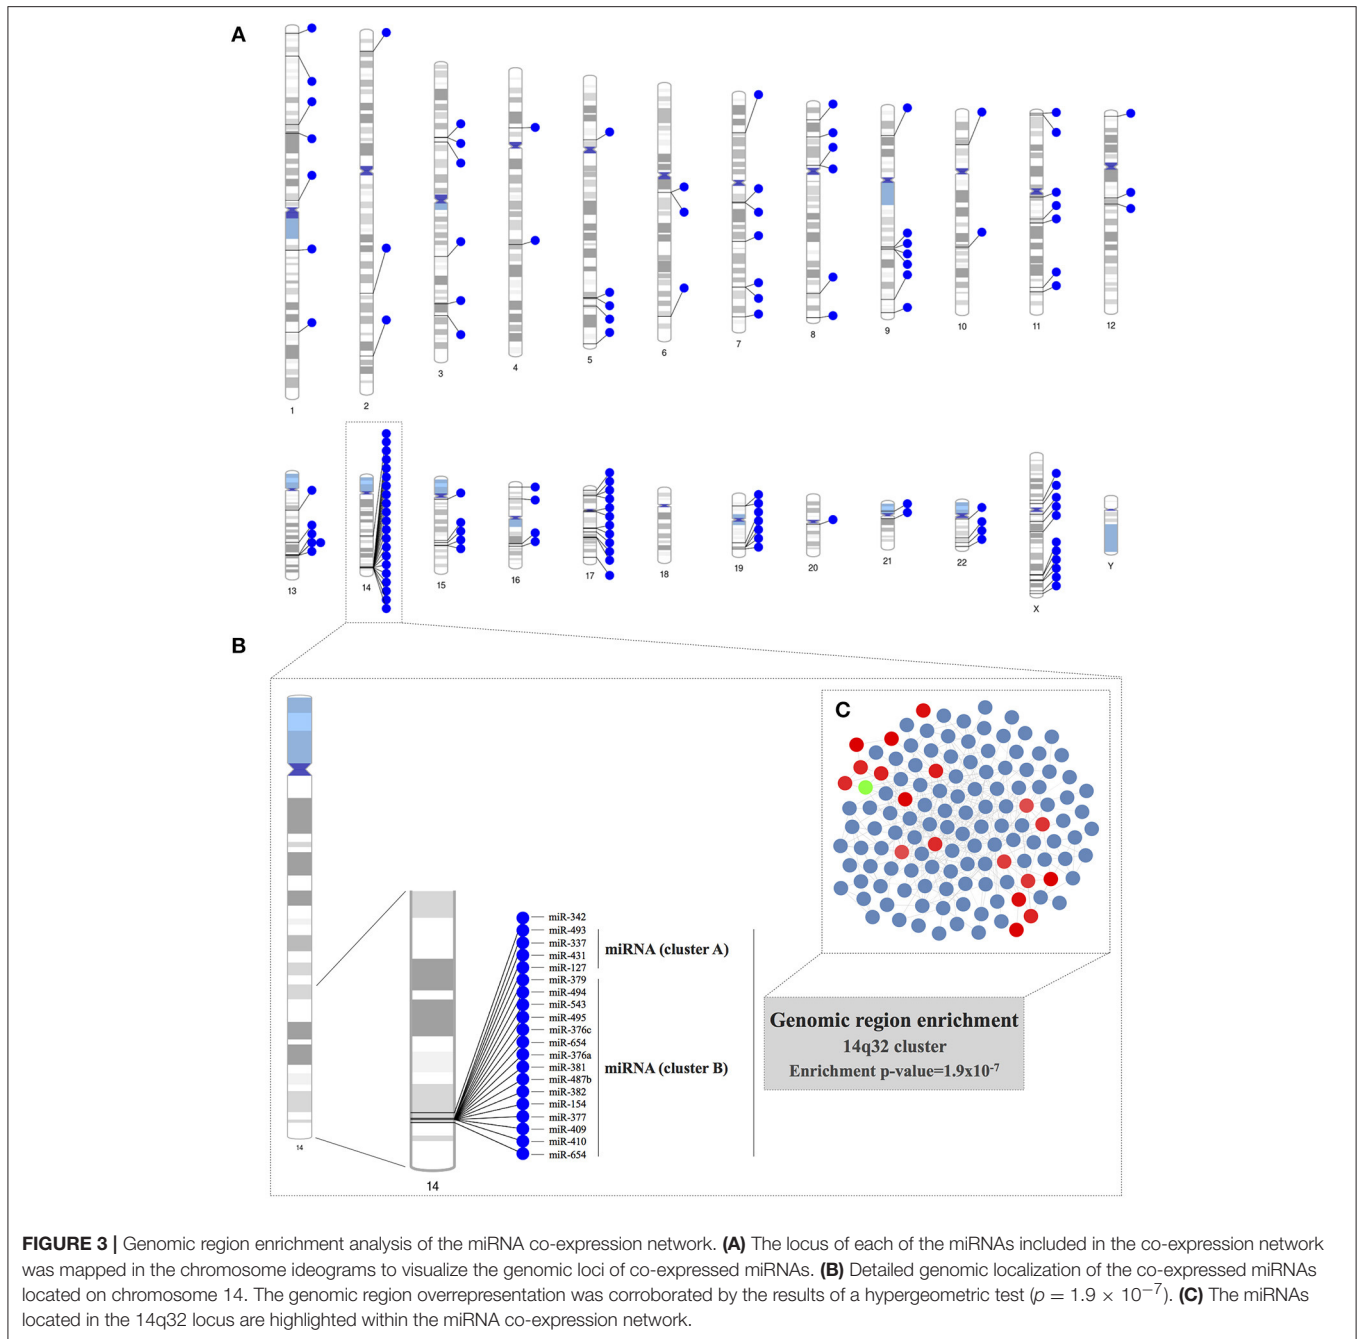 A
1
2
3
4
5
6
7
8
9
10
11
12
13
14
15
16
17
18
19
20
21
22
X
Y
B
14
14
miR-342
miR-493
miR-337
miR-431
miR-127
miR-379
miR-494
miR-543
miR-495
miR-376c
miR-654
miR-376a
miR-381
miR-487b
miR-382
miR-154
miR-377
miR-409
miR-410
miR-654
miRNA (cluster A)
miRNA (cluster B)
C
Genomic region enrichment
14q32 cluster
Enrichment p-value=1.9x10⁻⁷
FIGURE 3 | Genomic region enrichment analysis of the miRNA co-expression network. (A) The locus of each of the miRNAs included in the co-expression network
was mapped in the chromosome ideograms to visualize the genomic loci of co-expressed miRNAs. (B) Detailed genomic localization of the co-expressed miRNAs
located on chromosome 14. The genomic region overrepresentation was corroborated by the results of a hypergeometric test (p = 1.9 × 10⁻⁷). (C) The miRNAs
located in the 14q32 locus are highlighted within the miRNA co-expression network.